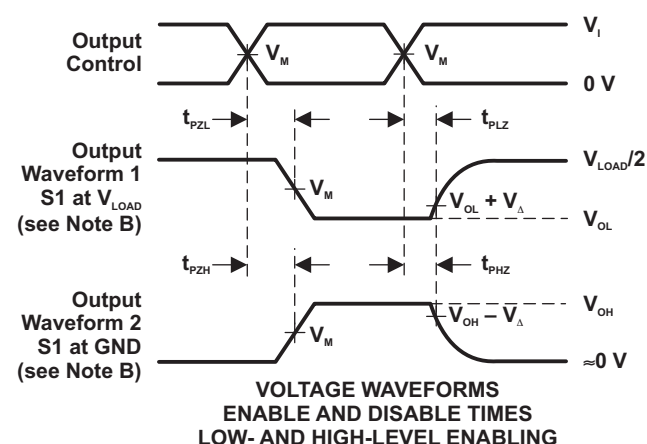 Output
Control
V_M
V_M
V_I
0 V
t_PZL
t_PLZ
Output
Waveform 1
S1 at V_LOAD
(see Note B)
V_M
V_LOAD/2
V_OL + V_Δ
V_OL
t_PZH
t_PHZ
Output
Waveform 2
S1 at GND
(see Note B)
V_M
V_OH
V_OH – V_Δ
≈0 V
VOLTAGE WAVEFORMS
ENABLE AND DISABLE TIMES
LOW- AND HIGH-LEVEL ENABLING